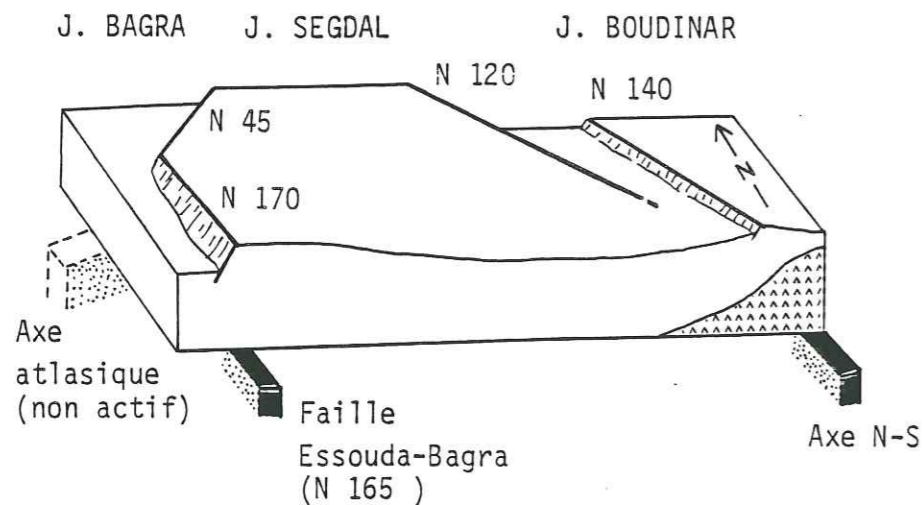 J. BAGRA J. SEGDAL J. BOUDINAR
N 120
N 140
N 45
N 170
N
Axe
atlasique
(non actif)
Faille
Essouda-Bagra
(N 165 )
Axe N-S